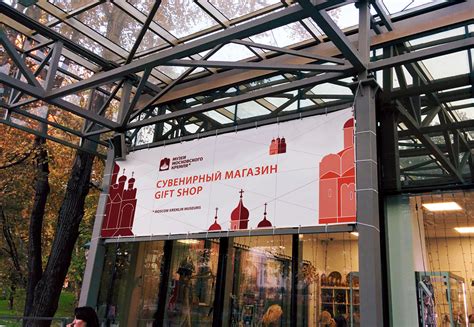 МУЗЕИ
МОСКОВСКОГО
КРЕМЛЯ*
СУВЕНИРНЫЙ МАГАЗИН
GIFT SHOP
* MOSCOW KREMLIN MUSEUMS